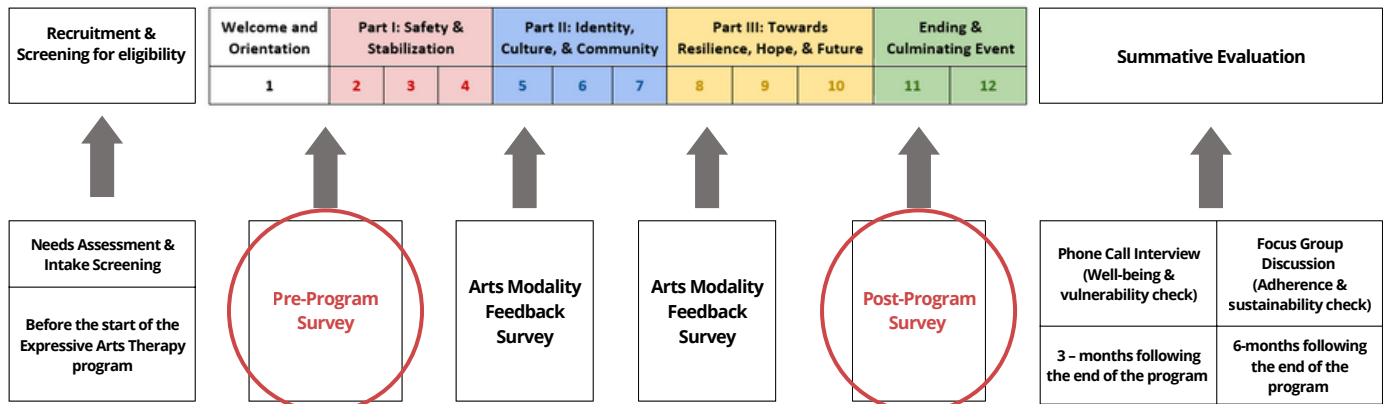 Recruitment &
Screening for eligibility
Welcome and
Orientation
Part I: Safety &
Stabilization
Part II: Identity,
Culture, & Community
Part III: Towards
Resilience, Hope, & Future
Ending &
Culminating Event
1
2
3
4
5
6
7
8
9
10
11
12
Summative Evaluation
Needs Assessment &
Intake Screening
Before the start of the
Expressive Arts Therapy
program
Pre-Program
Survey
Arts Modality
Feedback
Survey
Arts Modality
Feedback
Survey
Post-Program
Survey
Phone Call Interview
(Well-being &
vulnerability check)
Focus Group
Discussion
(Adherence &
sustainability check)
3 – months following
the end of the program
6-months following
the end of the
program